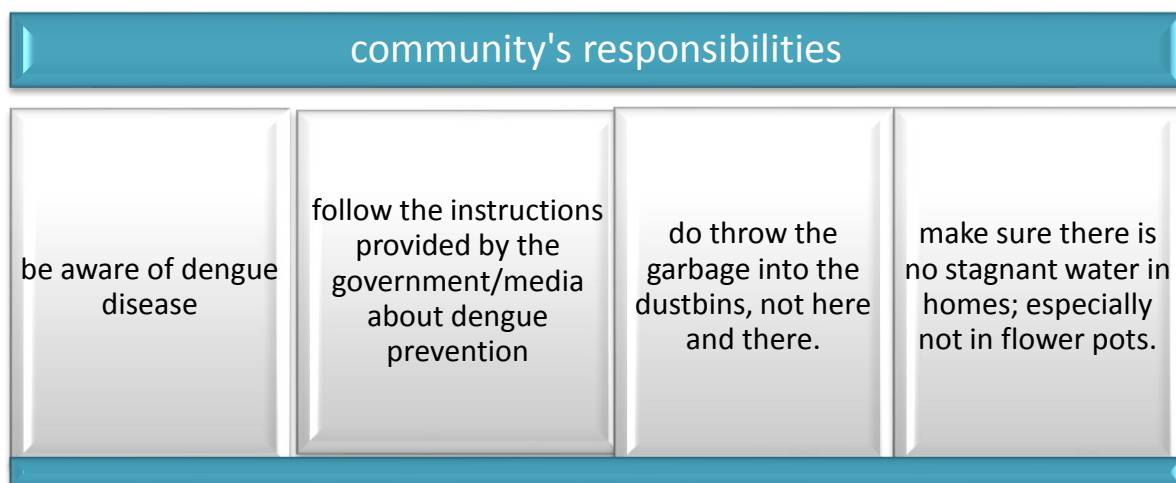 community's responsibilities
be aware of dengue
disease
follow the instructions
provided by the
government/media
about dengue
prevention
do throw the
garbage into the
dustbins, not here
and there.
make sure there is
no stagnant water in
homes; especially
not in flower pots.